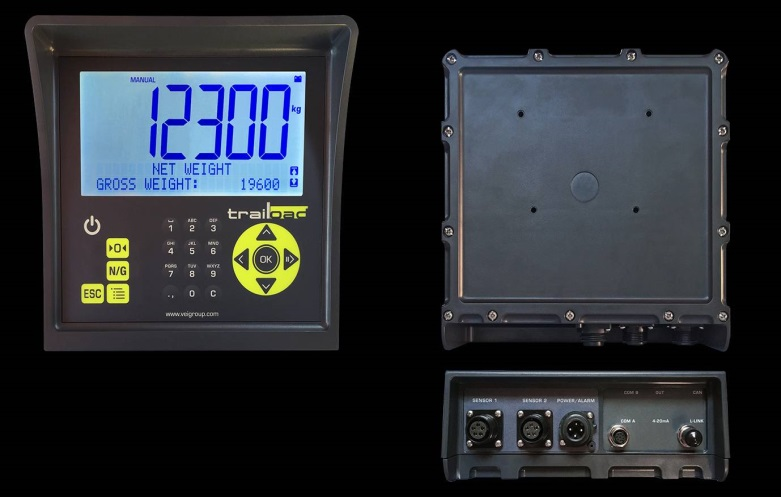 MANUAL
12300 kg
NET WEIGHT
GROSS WEIGHT: 19600
trailload
0
N/G
ESC
1
ABC 2
DEF 3
GHI 4
JKL 5
MNO 6
PQRS 7
TUV 8
WXYZ 9
., 0 C
OK
www.veigroup.com
COM B OUT CAN
SENSOR 1 SENSOR 2 POWER/ALARM
COM A 4-20mA L-LINK